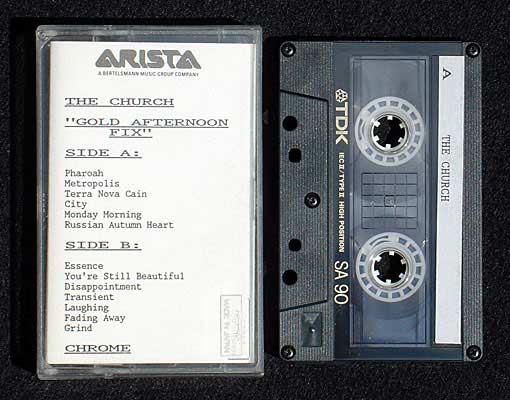 ARISTA
A BERTELSMANN MUSIC GROUP COMPANY
THE CHURCH
"GOLD AFTERNOON
FIX"
SIDE A:
Pharoah
Metropolis
Terra Nova Cain
City
Monday Morning
Russian Autumn Heart
SIDE B:
Essence
You're Still Beautiful
Disappointment
Transient
Laughing
Fading Away
Grind
CHROME
MADE IN JAPAN
A
THE CHURCH
TDK
IECII/TYPE II HIGH POSITION
SA 90